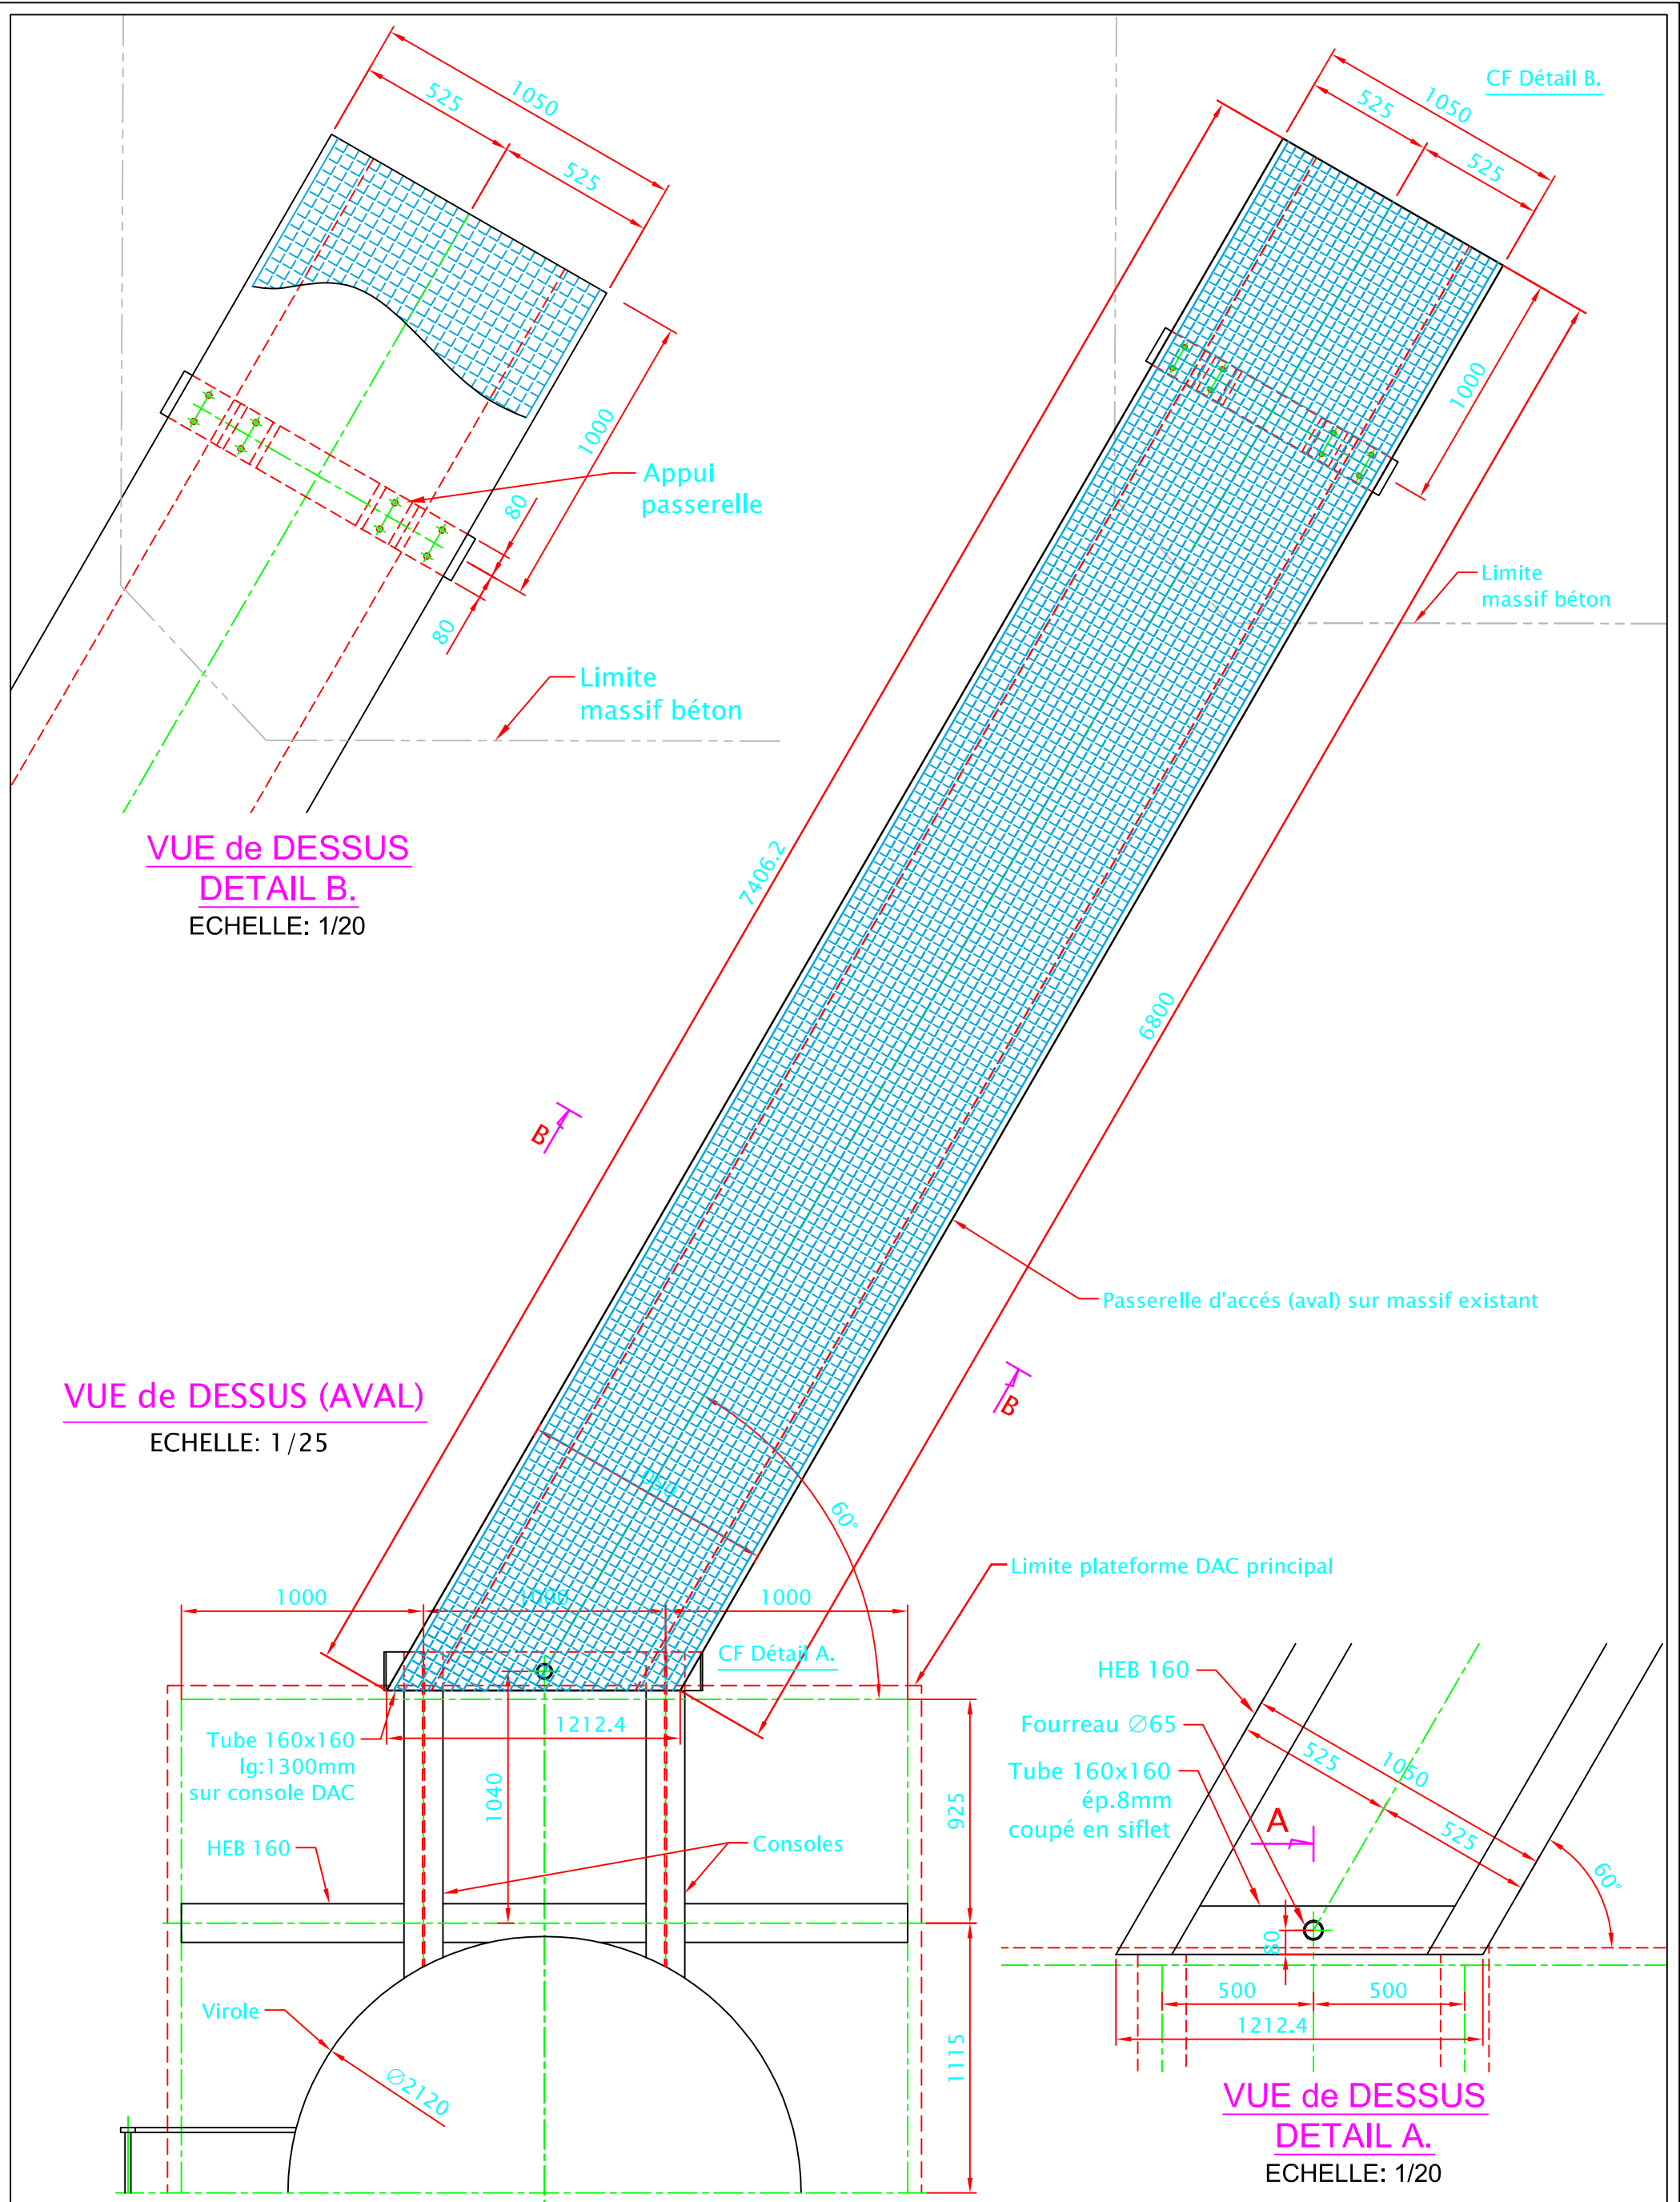 1050
525
525
1000
Appui
passerelle
80
80
Limite
massif béton
VUE de DESSUS
DETAIL B.
ECHELLE: 1/20
CF Détail B.
1050
525
525
1000
Limite
massif béton
7406.2
6800
B
B
Passerelle d'accés (aval) sur massif existant
VUE de DESSUS (AVAL)
ECHELLE: 1/25
1050
60°
Limite plateforme DAC principal
1000
1000
1000
CF Détail A.
1212.4
Tube 160x160
lg:1300mm
sur console DAC
1040
925
HEB 160
Consoles
Virole
Ø2120
1115
HEB 160
Fourreau Ø65
Tube 160x160
ép.8mm
coupé en siflet
A
525
1050
525
60°
80
500
500
1212.4
VUE de DESSUS
DETAIL A.
ECHELLE: 1/20